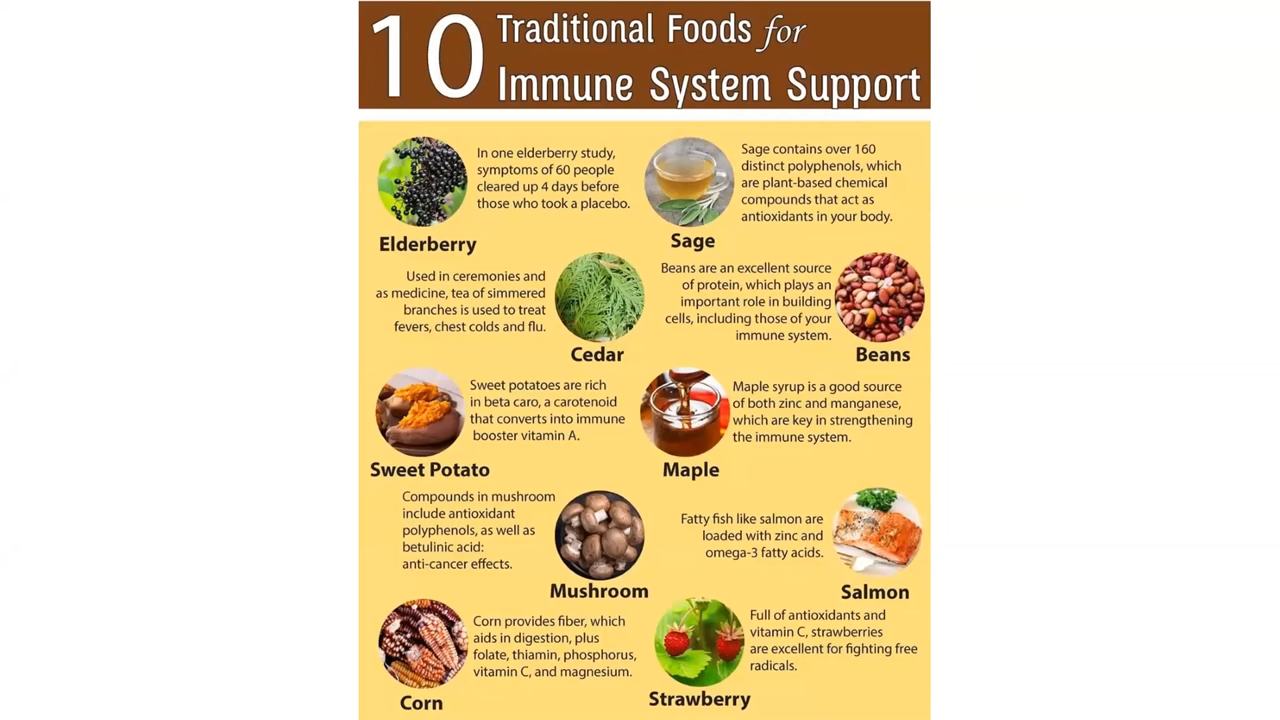 10 Traditional Foods for
Immune System Support
In one elderberry study,
symptoms of 60 people
cleared up 4 days before
those who took a placebo.
Elderberry
Sage contains over 160
distinct polyphenols, which
are plant-based chemical
compounds that act as
antioxidants in your body.
Sage
Used in ceremonies and
as medicine, tea of simmered
branches is used to treat
fevers, chest colds and flu.
Cedar
Beans are an excellent source
of protein, which plays an
important role in building
cells, including those of your
immune system.
Beans
Sweet potatoes are rich
in beta caro, a carotenoid
that converts into immune
booster vitamin A.
Sweet Potato
Maple syrup is a good source
of both zinc and manganese,
which are key in strengthening
the immune system.
Maple
Compounds in mushroom
include antioxidant
polyphenols, as well as
betulinic acid:
anti-cancer effects.
Mushroom
Fatty fish like salmon are
loaded with zinc and
omega-3 fatty acids.
Salmon
Corn provides fiber, which
aids in digestion, plus
folate, thiamin, phosphorus,
vitamin C, and magnesium.
Corn
Full of antioxidants and
vitamin C, strawberries
are excellent for fighting free
radicals.
Strawberry